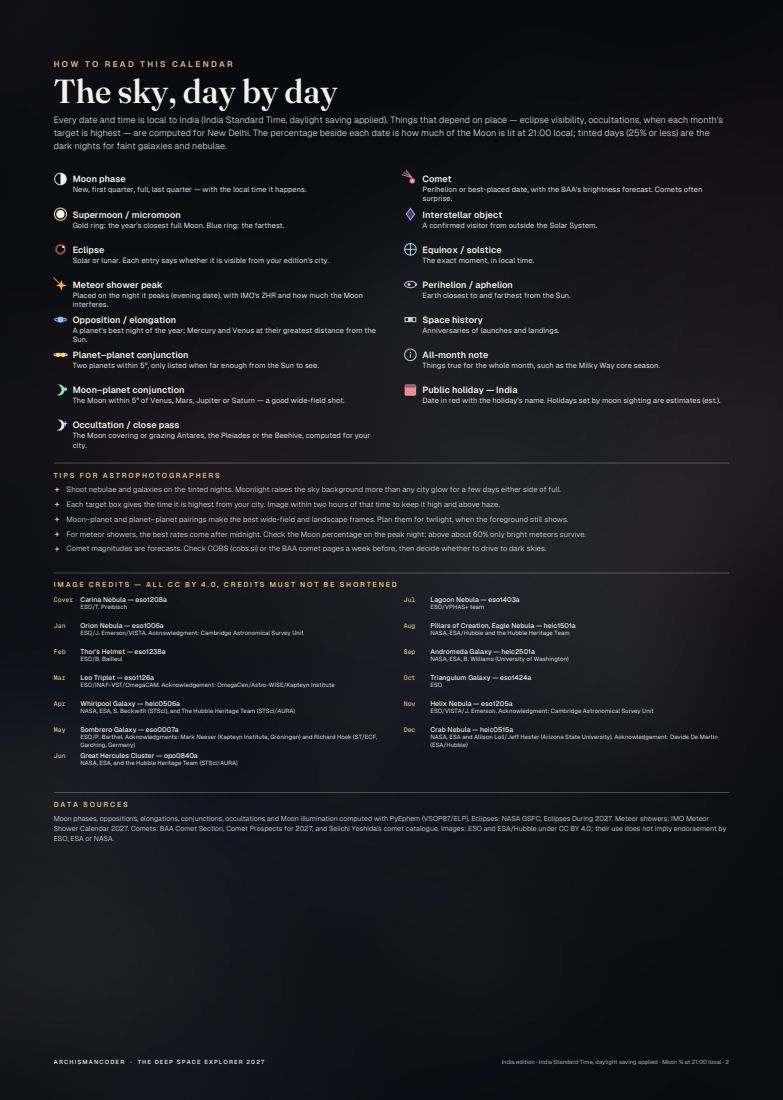 HOW TO READ THIS CALENDAR
The sky, day by day
Every date and time is local to India (India Standard Time, daylight saving applied). Things that depend on place — eclipse visibility, occultations, when each month's
target is highest — are computed for New Delhi. The percentage beside each date is how much of the Moon is lit at 21:00 local; tinted days (25% or less) are the
dark nights for faint galaxies and nebulae.
Moon phase
New, first quarter, full, last quarter — with the local time it happens.
Supermoon / micromoon
Gold ring: the year's closest full Moon. Blue ring: the farthest.
Eclipse
Solar or lunar. Each entry says whether it is visible from your edition's city.
Meteor shower peak
Placed on the night it peaks (evening date), with IMO's ZHR and how much the Moon
interferes.
Opposition / elongation
A planet's best night of the year; Mercury and Venus at their greatest distance from the
Sun.
Planet–planet conjunction
Two planets within 5°, only listed when far enough from the Sun to see.
Moon–planet conjunction
The Moon within 5° of Venus, Mars, Jupiter or Saturn — a good wide-field shot.
Occultation / close pass
The Moon covering or grazing Antares, the Pleiades or the Beehive, computed for your
city.
Comet
Perihelion or best-placed date, with the BAA's brightness forecast. Comets often
surprise.
Interstellar object
A confirmed visitor from outside the Solar System.
Equinox / solstice
The exact moment, in local time.
Perihelion / aphelion
Earth closest to and farthest from the Sun.
Space history
Anniversaries of launches and landings.
All-month note
Things true for the whole month, such as the Milky Way core season.
Public holiday — India
Date in red with the holiday's name. Holidays set by moon sighting are estimates (est.).
TIPS FOR ASTROPHOTOGRAPHERS
Shoot nebulae and galaxies on the tinted nights. Moonlight raises the sky background more than any city glow for a few days either side of full.
Each target box gives the time it is highest from your city. Image within two hours of that time to keep it high and above haze.
Moon–planet and planet–planet pairings make the best wide-field and landscape frames. Plan them for twilight, when the foreground still shows.
For meteor showers, the best rates come after midnight. Check the Moon percentage on the peak night: above about 60% only bright meteors survive.
Comet magnitudes are forecasts. Check COBS (cobs.si) or the BAA comet pages a week before, then decide whether to drive to dark skies.
IMAGE CREDITS — ALL CC BY 4.0, CREDITS MUST NOT BE SHORTENED
Cover Carina Nebula — eso1208a
ESO/T. Preibisch
Jan Orion Nebula — eso1006a
ESO/J. Emerson/VISTA. Acknowledgment: Cambridge Astronomical Survey Unit
Feb Thor's Helmet — eso1238a
ESO/B. Bailleul
Mar Leo Triplet — eso1126a
ESO/INAF-VST/OmegaCAM. Acknowledgement: OmegaCen/Astro-WISE/Kapteyn Institute
Apr Whirlpool Galaxy — heic0506a
NASA, ESA, S. Beckwith (STScI), and The Hubble Heritage Team (STScI/AURA)
May Sombrero Galaxy — eso0007a
ESO/P. Barthel. Acknowledgments: Mark Neeser (Kapteyn Institute, Groningen) and Richard Hook (ST/ECF,
Garching, Germany)
Jun Great Hercules Cluster — opo0840a
NASA, ESA, and the Hubble Heritage Team (STScI/AURA)
Jul Lagoon Nebula — eso1403a
ESO/VPHAS+ team
Aug Pillars of Creation, Eagle Nebula — heic1501a
NASA, ESA/Hubble and the Hubble Heritage Team
Sep Andromeda Galaxy — heic2501a
NASA, ESA, B. Williams (University of Washington)
Oct Triangulum Galaxy — eso1424a
ESO
Nov Helix Nebula — eso1205a
ESO/VISTA/J. Emerson. Acknowledgment: Cambridge Astronomical Survey Unit
Dec Crab Nebula — heic0515a
NASA, ESA and Allison Loll/Jeff Hester (Arizona State University). Acknowledgement: Davide De Martin
(ESA/Hubble)
DATA SOURCES
Moon phases, oppositions, elongations, conjunctions, occultations and Moon illumination computed with PyEphem (VSOP87/ELP). Eclipses: NASA GSFC, Eclipses During 2027. Meteor showers: IMO Meteor
Shower Calendar 2027. Comets: BAA Comet Section, Comet Prospects for 2027, and Seiichi Yoshida's comet catalogue. Images: ESO and ESA/Hubble under CC BY 4.0; their use does not imply endorsement by
ESO, ESA or NASA.
ARCHISMANCODER · THE DEEP SPACE EXPLORER 2027
India edition · India Standard Time, daylight saving applied · Moon % at 21:00 local · 2